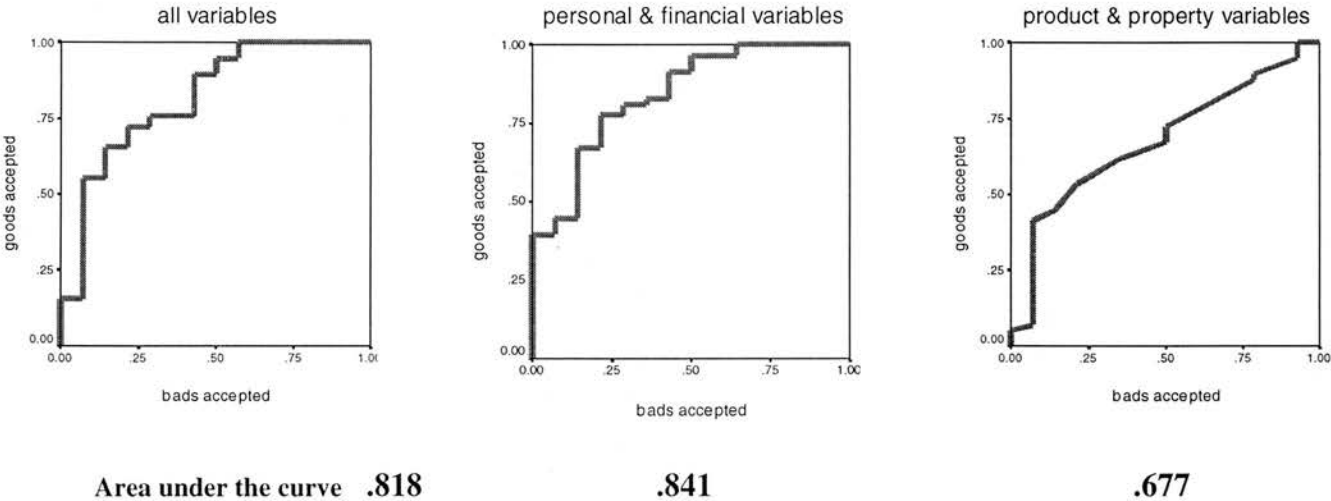 all variables
1.00
.75
.50
.25
0.00
goods accepted
0.00 .25 .50 .75 1.0
bads accepted
personal & financial variables
1.00
.75
.50
.25
0.00
goods accepted
0.00 .25 .50 .75 1.00
bads accepted
product & property variables
1.00
.75
.50
.25
0.00
goods accepted
0.00 .25 .50 .75 1.00
bads accepted
Area under the curve .818 .841 .677